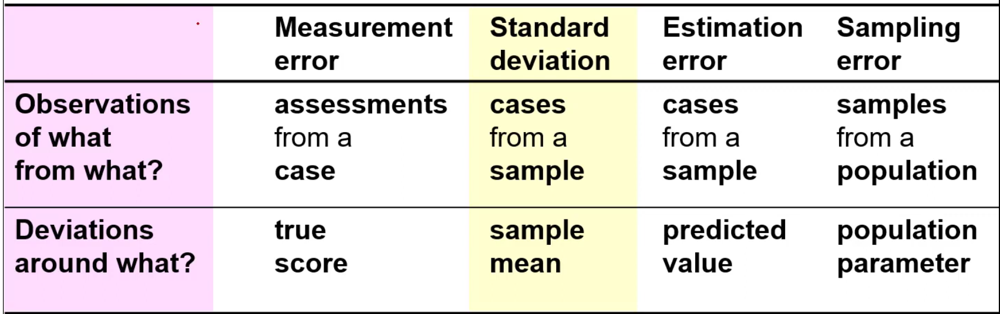 Measurement error
Standard deviation
Estimation error
Sampling error
Observations
of what
from what?
assessments
from a
case
cases
from a
sample
cases
from a
sample
samples
from a
population
Deviations
around what?
true
score
sample
mean
predicted
value
population
parameter